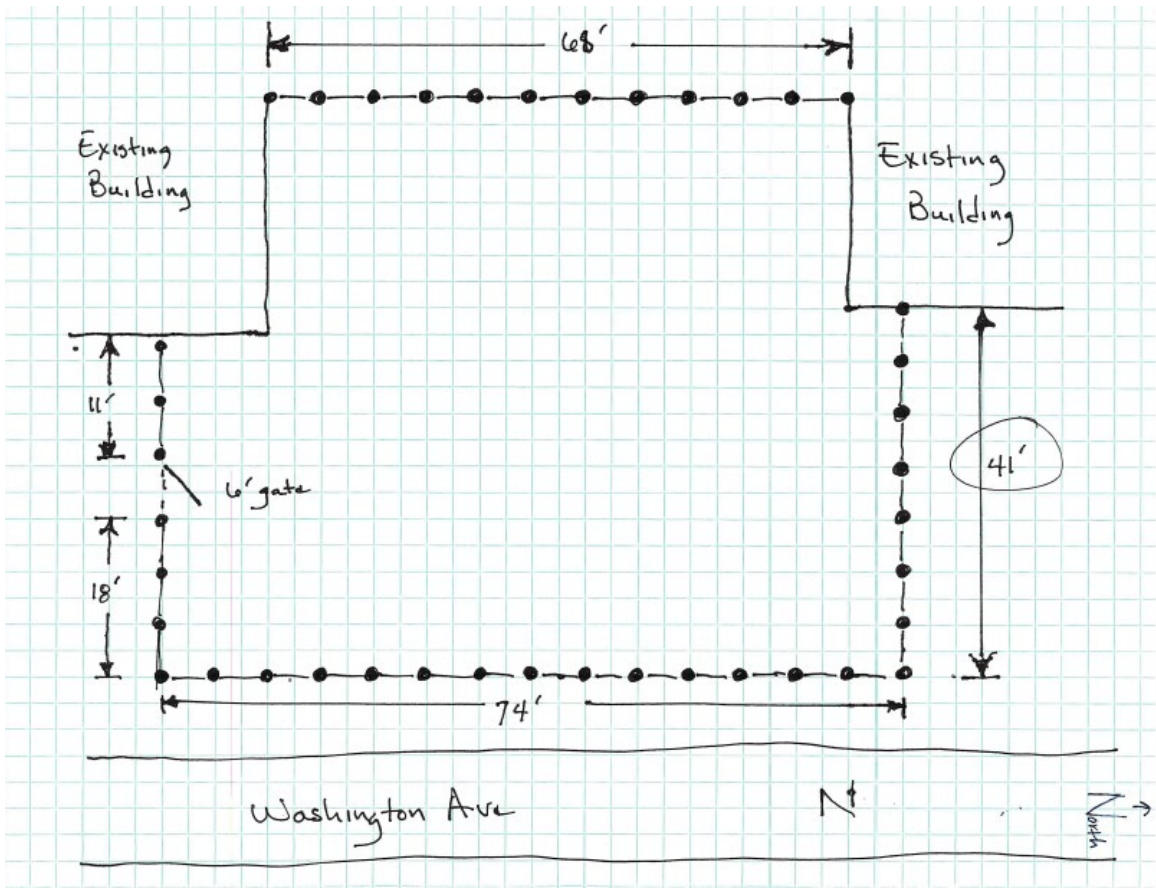 68'
Existing
Building
Existing
Building
11'
6' gate
41'
18'
74'
Washington Ave
N
North